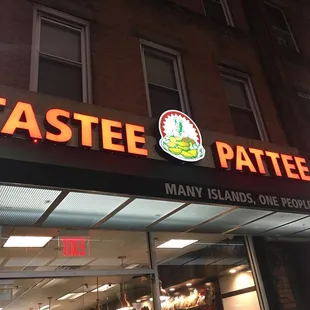 TASTEE PATTEE
MANY ISLANDS, ONE PEOPLE
EXIT